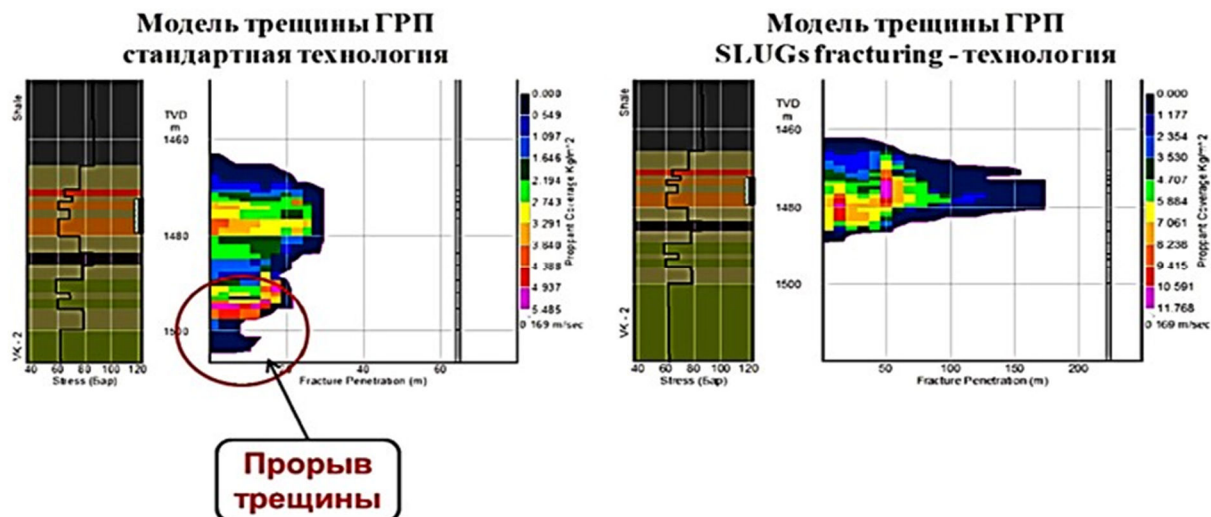 Модель трещины ГРП
стандартная технология
Shale
VK - 2
40 60 80 100 120
Stress (Бар)
TVD
m
1460
1480
20 40 60
Fracture Penetration (m)
0.000
0.549
1.097
1.646
2.194
2.743
3.291
3.840
4.388
4.937
5.485
0 169 m/sec
Proppant Coverage Kg/m^2
Прорыв
трещины
Модель трещины ГРП
SLUGs fracturing - технология
Shale
VK - 2
40 60 80 100 120
Stress (Бар)
TVD
m
1460
1480
1500
50 100 150 200
Fracture Penetration (m)
0.000
1.177
2.354
3.530
4.707
5.884
7.061
8.238
9.415
10.591
11.768
0 169 m/sec
Proppant Coverage Kg/m^2